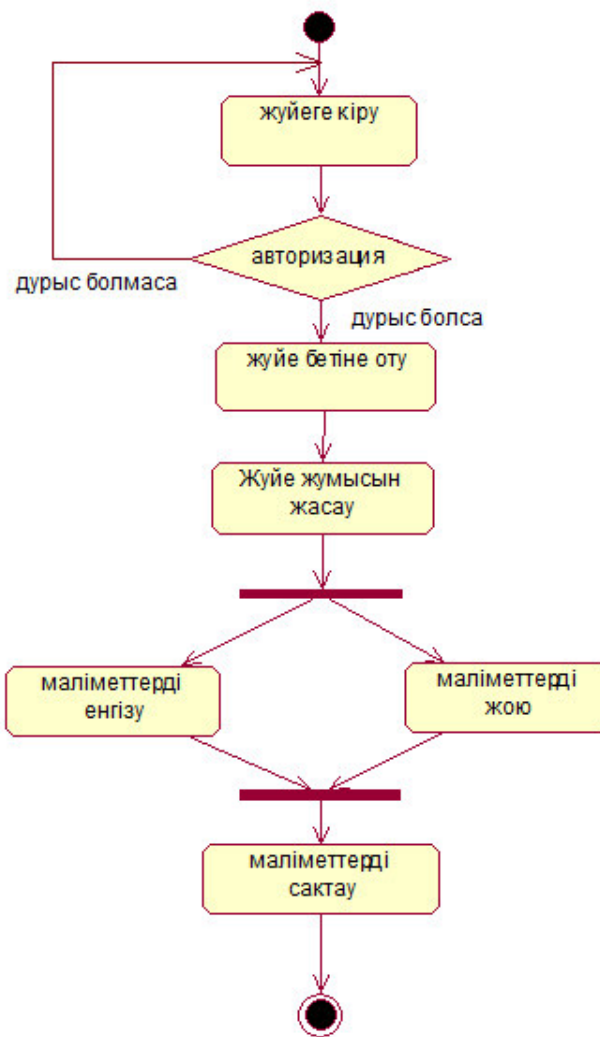 жуйеге кіру
авторизация
дурыс болмаса
дурыс болса
жуйе бетіне оту
Жуйе жумысын
жасау
маліметтерді
енгізу
маліметтерді
жою
маліметтерді
сактау